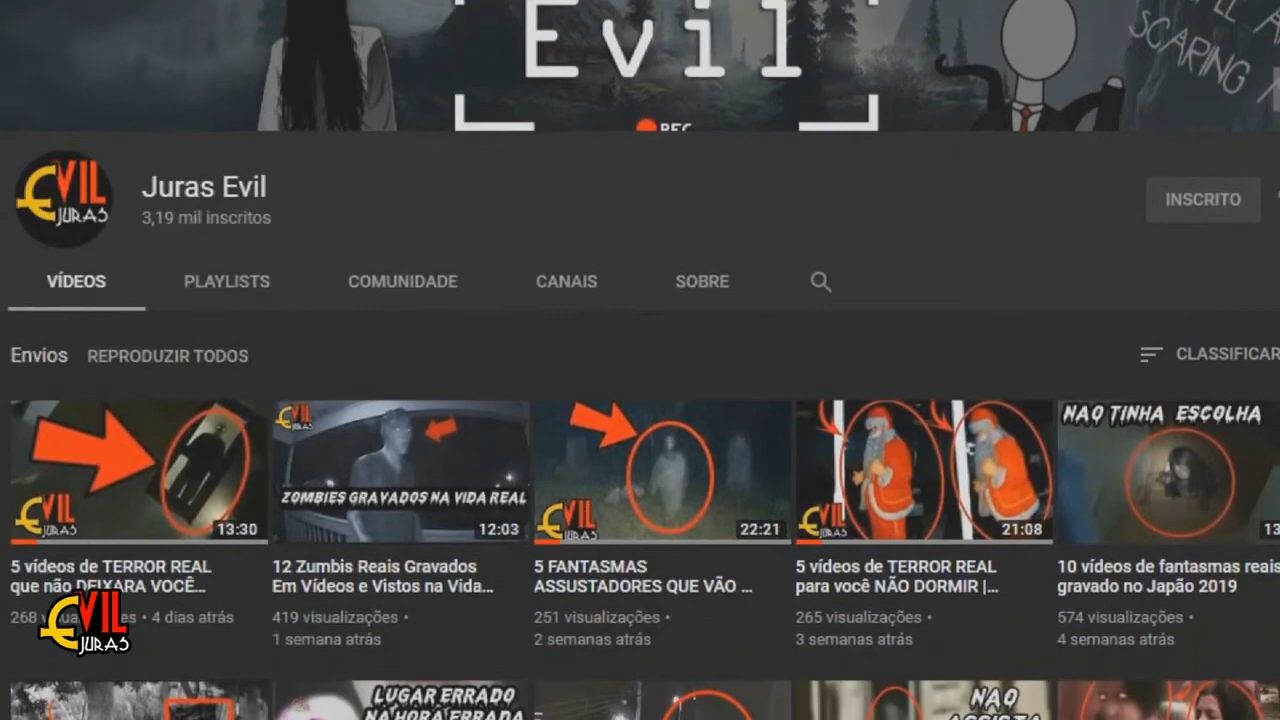 Evil
SCARING
REC
EVIL
JURAS
Juras Evil
3,19 mil inscritos
INSCRITO
VÍDEOS
PLAYLISTS
COMUNIDADE
CANAIS
SOBRE
Envios
REPRODUZIR TODOS
CLASSIFICAR
EVIL
JURAS
13:30
EVIL
JURAS
ZOMBIES GRAVADOS NA VIDA REAL
12:03
EVIL
JURAS
22:21
EVIL
JURAS
21:08
NAO TINHA ESCOLHA
13
5 vídeos de TERROR REAL
que não DEIXARA VOCÊ...
268
4 dias atrás
12 Zumbis Reais Gravados
Em Vídeos e Vistos na Vida...
419 visualizações •
1 semana atrás
5 FANTASMAS
ASSUSTADORES QUE VÃO ...
251 visualizações •
2 semanas atrás
5 vídeos de TERROR REAL
para você NÃO DORMIR |...
265 visualizações •
3 semanas atrás
10 vídeos de fantasmas reais
gravado no Japão 2019
574 visualizações •
4 semanas atrás
EVIL
JURAS
LUGAR ERRADO
NA HORA ERRADA
NAO
ASSISTA